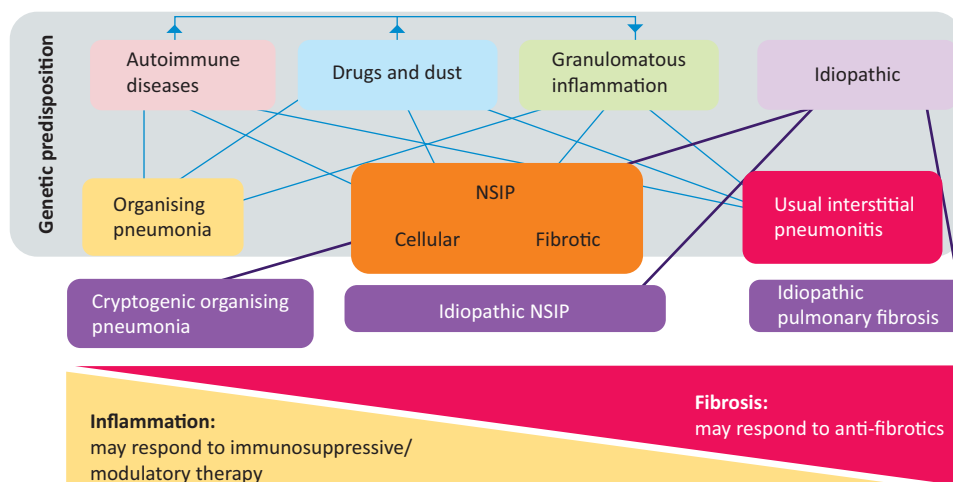 Genetic predisposition
Autoimmune
diseases
Drugs and dust
Granulomatous
inflammation
Idiopathic
Organising
pneumonia
NSIP
Cellular
Fibrotic
Usual interstitial
pneumonitis
Cryptogenic organising
pneumonia
Idiopathic NSIP
Idiopathic
pulmonary fibrosis
Inflammation:
may respond to immunosuppressive/
modulatory therapy
Fibrosis:
may respond to anti-fibrotics